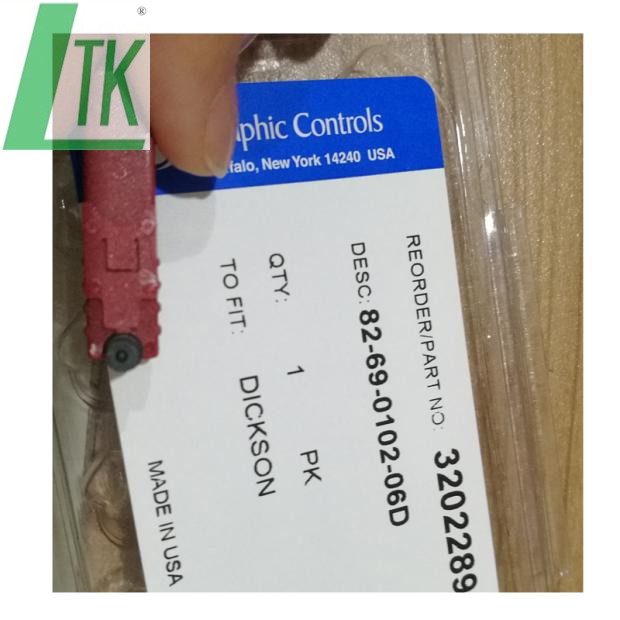 LTK
®
phic Controls
falo, New York 14240 USA
REORDER/PART NO: 3202289
DESC: 82-69-0102-06D
QTY: 1 PK
TO FIT: DICKSON
MADE IN USA